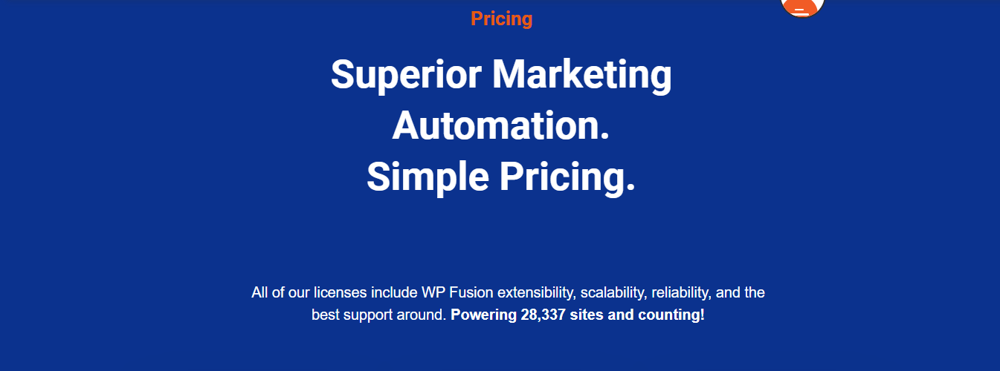 Pricing
Superior Marketing
Automation.
Simple Pricing.
All of our licenses include WP Fusion extensibility, scalability, reliability, and the
best support around. Powering 28,337 sites and counting!